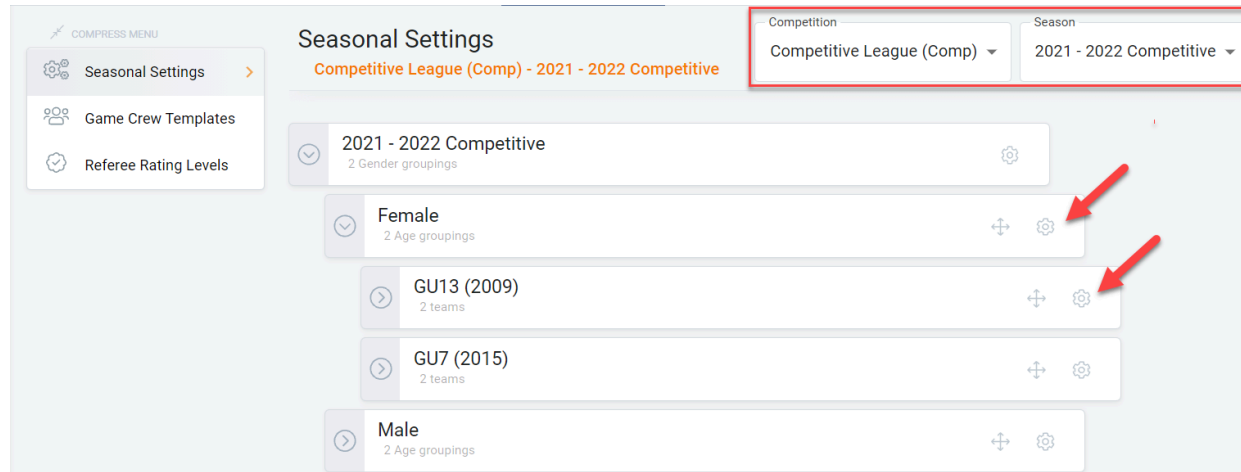 COMPRESS MENU
Seasonal Settings
Game Crew Templates
Referee Rating Levels
Seasonal Settings
Competitive League (Comp) - 2021 - 2022 Competitive
Competition
Competitive League (Comp)
Season
2021 - 2022 Competitive
2021 - 2022 Competitive
2 Gender groupings
Female
2 Age groupings
GU13 (2009)
2 teams
GU7 (2015)
2 teams
Male
2 Age groupings